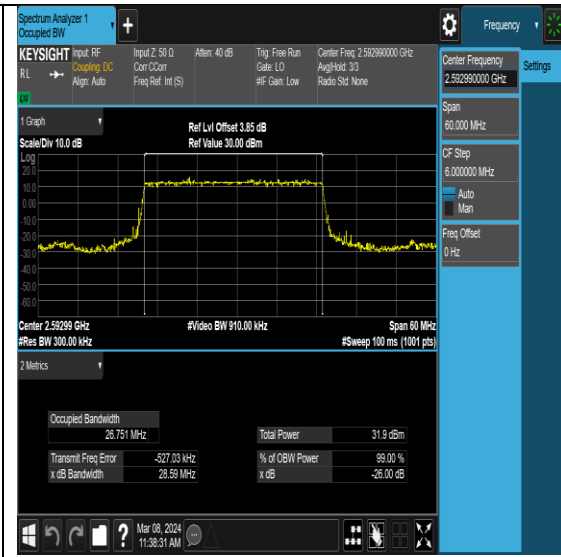 Spectrum Analyzer 1
Occupied BW
Frequency
KEYSIGHT
RL
Input: RF
Coupling: DC
Align: Auto
Input Z: 50 Ω
Corr CCorr
Freq Ref: Int (S)
Atten: 40 dB
Trig: Free Run
Gate: LO
#IF Gain: Low
Center Freq: 2.592990000 GHz
Avg|Hold: 3/3
Radio Std: None
Center Frequency
2.592990000 GHz
Settings
Span
60.000 MHz
CF Step
6.000000 MHz
Auto
Man
Freq Offset
0 Hz
1 Graph
Scale/Div 10.0 dB
Ref Lvl Offset 3.85 dB
Ref Value 30.00 dBm
Log
20.0
10.0
0.00
-10.0
-20.0
-30.0
-40.0
-50.0
-60.0
Center 2.59299 GHz
#Video BW 910.00 kHz
Span 60 MHz
#Res BW 300.00 kHz
#Sweep 100 ms (1001 pts)
2 Metrics
Occupied Bandwidth
26.751 MHz
Total Power 31.9 dBm
Transmit Freq Error -527.03 kHz
% of OBW Power 99.00 %
x dB Bandwidth 28.59 MHz
x dB -26.00 dB
Mar 08, 2024
11:38:31 AM